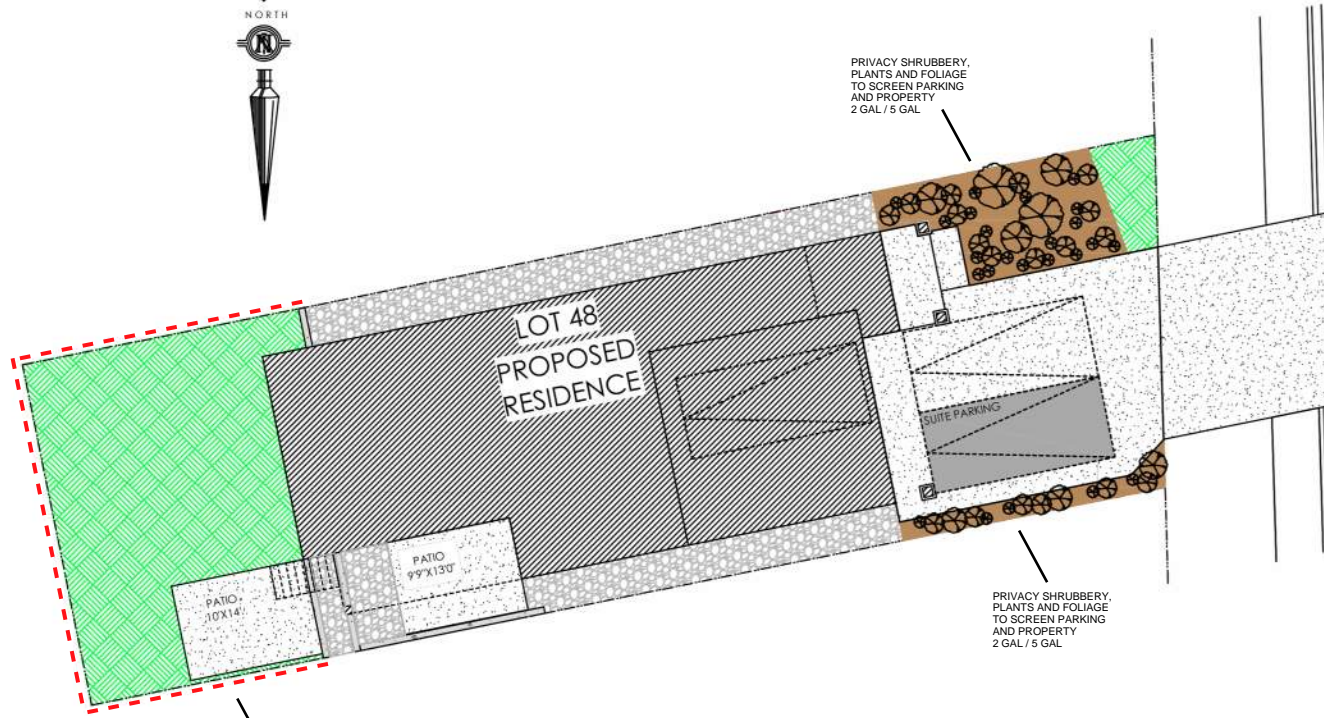 NORTH
N
PRIVACY SHRUBBERY,
PLANTS AND FOLIAGE
TO SCREEN PARKING
AND PROPERTY
2 GAL / 5 GAL
LOT 48
PROPOSED
RESIDENCE
SUITE PARKING
PATIO
9'9"X13'0"
PATIO
10'X14'
PRIVACY SHRUBBERY,
PLANTS AND FOLIAGE
TO SCREEN PARKING
AND PROPERTY
2 GAL / 5 GAL